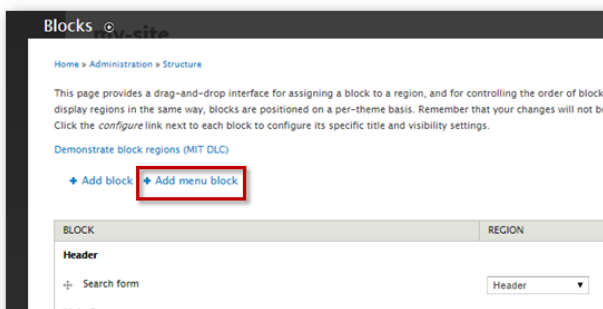 Blocks
my-site
Home » Administration » Structure
This page provides a drag-and-drop interface for assigning a block to a region, and for controlling the order of block
display regions in the same way, blocks are positioned on a per-theme basis. Remember that your changes will not b
Click the configure link next to each block to configure its specific title and visibility settings.
Demonstrate block regions (MIT DLC)
+ Add block + Add menu block
BLOCK REGION
Header
Search form Header